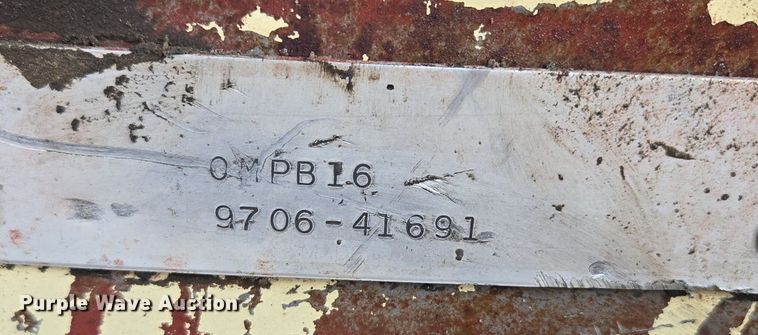 OMPB16
9706-41691
Purple Wave Auction